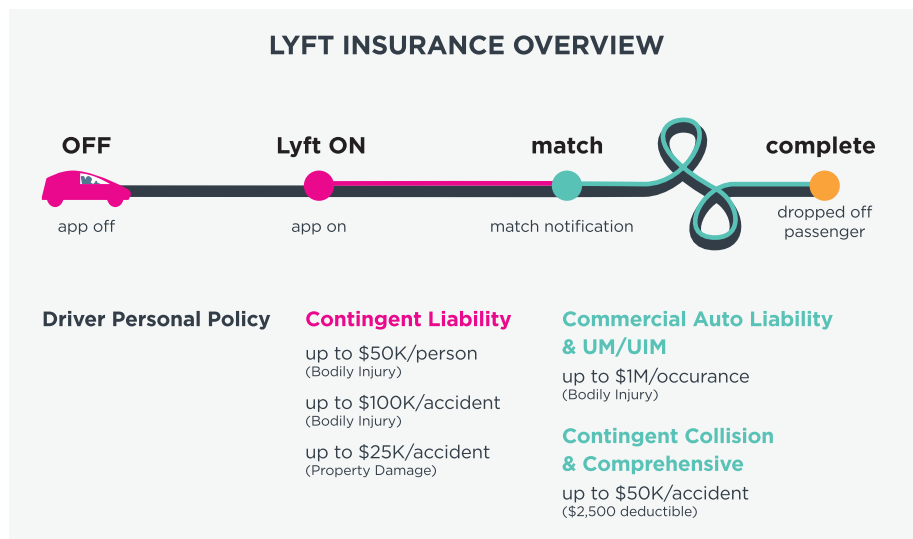 LYFT INSURANCE OVERVIEW
OFF
Lyft ON
match
complete
app off
app on
match notification
dropped off
passenger
Driver Personal Policy
Contingent Liability
up to $50K/person
(Bodily Injury)
up to $100K/accident
(Bodily Injury)
up to $25K/accident
(Property Damage)
Commercial Auto Liability
& UM/UIM
up to $1M/occurance
(Bodily Injury)
Contingent Collision
& Comprehensive
up to $50K/accident
($2,500 deductible)